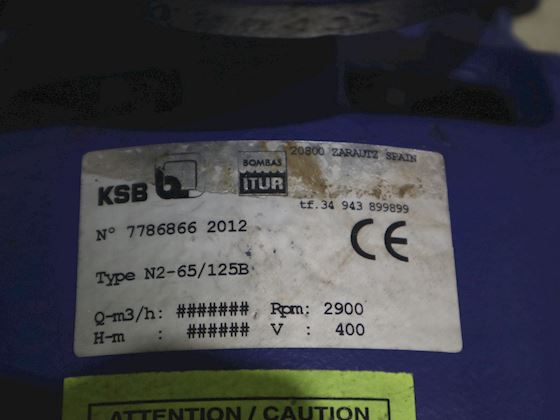 KSB
BOMBAS
iTUR
20800 ZARAUTZ SPAIN
tf.34 943 899899
N° 7786866 2012
CE
Type N2-65/125B
Q-m3/h: ####### Rpm: 2900
H-m : ###### V : 400
ATTENTION / CAUTION